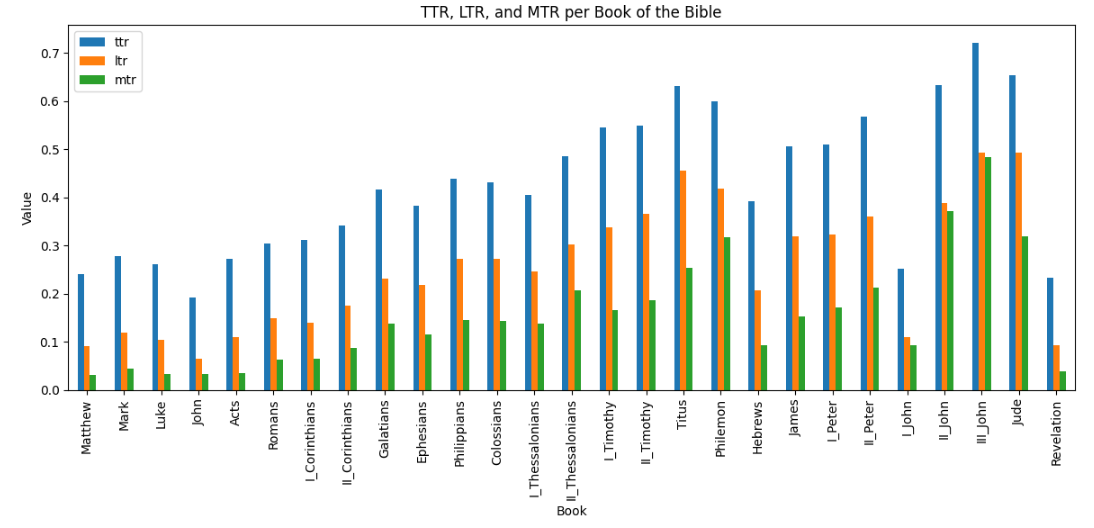 TTR, LTR, and MTR per Book of the Bible
ttr
ltr
mtr
0.7
0.6
0.5
0.4
0.3
0.2
0.1
0.0
Value
Matthew
Mark
Luke
John
Acts
Romans
I_Corinthians
II_Corinthians
Galatians
Ephesians
Philippians
Colossians
I_Thessalonians
II_Thessalonians
I_Timothy
II_Timothy
Titus
Philemon
Hebrews
James
I_Peter
II_Peter
I_John
II_John
III_John
Jude
Revelation
Book